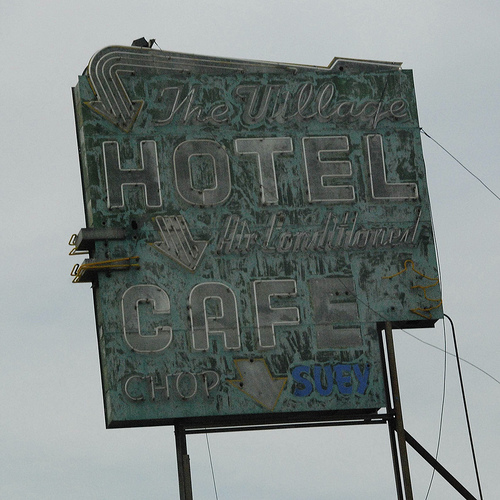 The Village
HOTEL
Air Conditioned
CAFE
CHOP SUEY